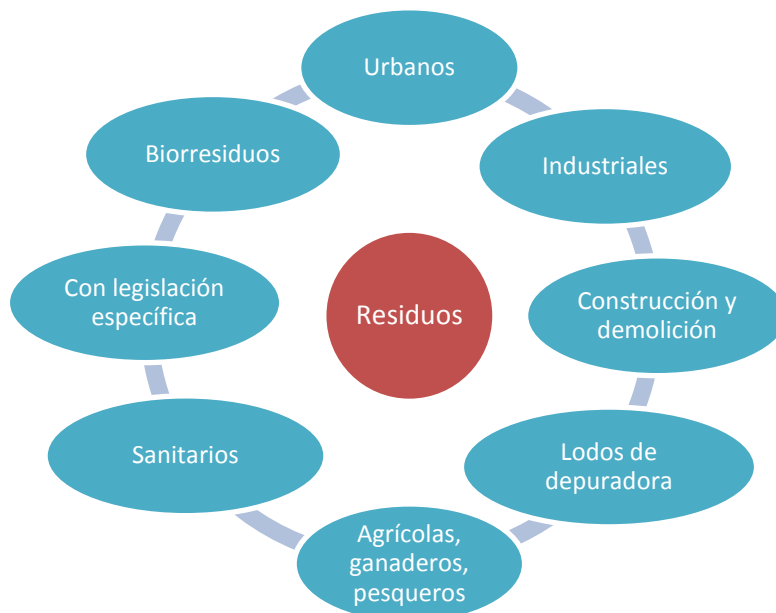 Urbanos
Industriales
Construcción y
demolición
Lodos de
depuradora
Agrícolas,
ganaderos,
pesqueros
Sanitarios
Con legislación
específica
Biorresiduos
Residuos